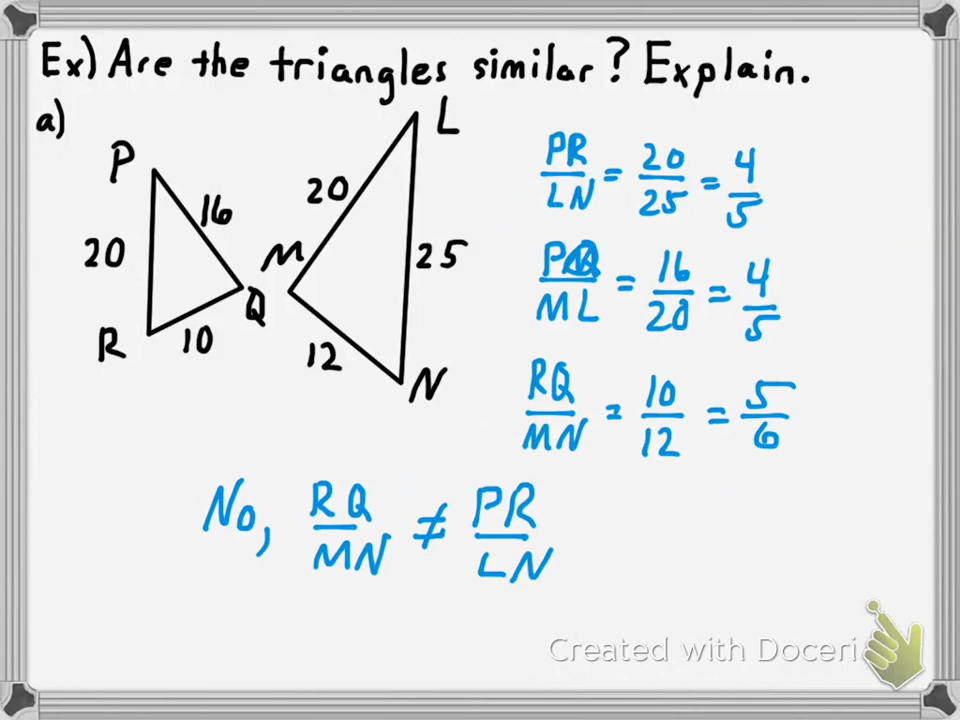 Ex) Are the triangles similar? Explain.
a)
P
16
20
R
10
Q
L
20
M
25
12
N
PR/LN = 20/25 = 4/5
PQ/ML = 16/20 = 4/5
RQ/MN = 10/12 = 5/6
No, RQ/MN ≠ PR/LN
Created with Doceri